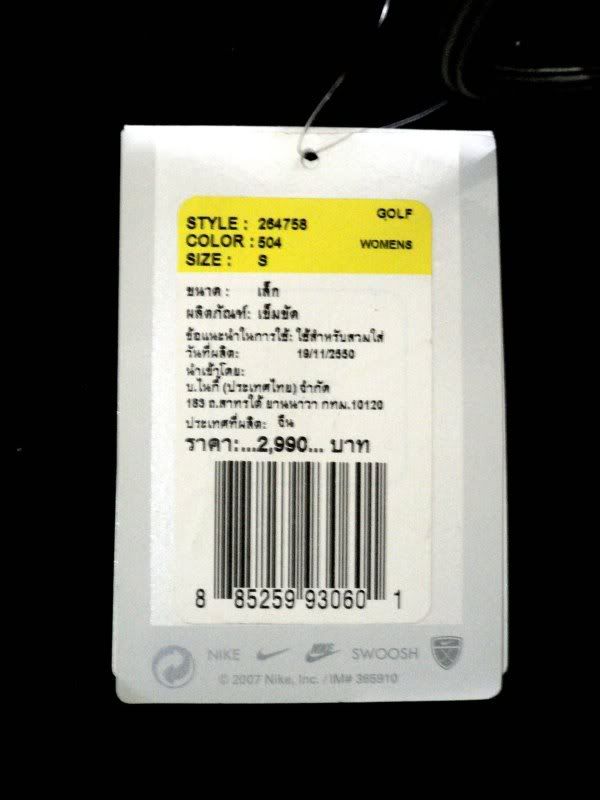 STYLE : 264758 GOLF
COLOR : 504 WOMENS
SIZE : S
ขนาด : เล็ก
ผลิตภัณฑ์: เข็มขัด
ข้อแนะนำในการใช้: ใช้สำหรับสวมใส่
วันที่ผลิต: 19/11/2550
นำเข้าโดย:
บ.ไนกี้ (ประเทศไทย) จำกัด
183 ถ.สาทรใต้ ยานนาวา กทม.10120
ประเทศที่ผลิต: จีน
ราคา:...2,990... บาท
8 85259 93060 1
NIKE NIKE SWOOSH
© 2007 Nike, Inc. / IM# 365910